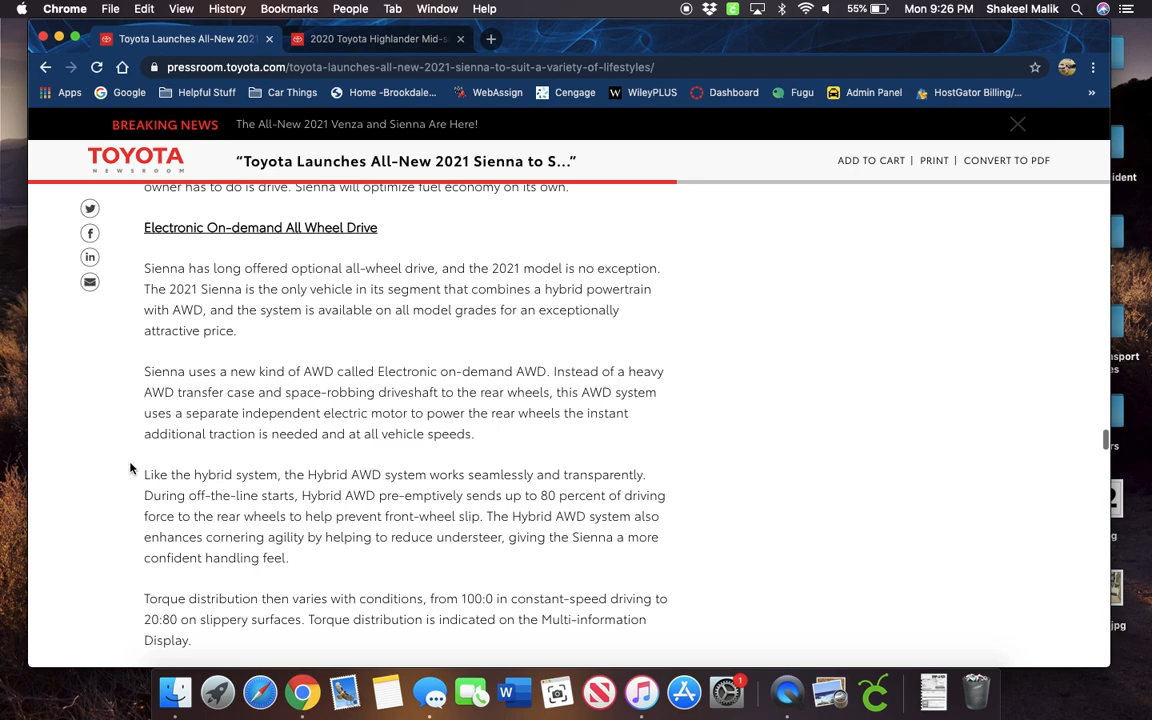 Chrome File Edit View History Bookmarks People Tab Window Help 55% Mon 9:26 PM Shakeel Malik
Toyota Launches All-New 2021 2020 Toyota Highlander Mid-s
pressroom.toyota.com/toyota-launches-all-new-2021-sienna-to-suit-a-variety-of-lifestyles/
Apps Google Helpful Stuff Car Things Home -Brookdale... WebAssign Cengage WileyPLUS Dashboard Fugu Admin Panel HostGator Billing/... »
BREAKING NEWS The All-New 2021 Venza and Sienna Are Here!
TOYOTA
NEWSROOM
“Toyota Launches All-New 2021 Sienna to S...”
ADD TO CART | PRINT | CONVERT TO PDF
owner has to do is drive. Sienna will optimize fuel economy on its own.
Electronic On-demand All Wheel Drive
Sienna has long offered optional all-wheel drive, and the 2021 model is no exception.
The 2021 Sienna is the only vehicle in its segment that combines a hybrid powertrain
with AWD, and the system is available on all model grades for an exceptionally
attractive price.
Sienna uses a new kind of AWD called Electronic on-demand AWD. Instead of a heavy
AWD transfer case and space-robbing driveshaft to the rear wheels, this AWD system
uses a separate independent electric motor to power the rear wheels the instant
additional traction is needed and at all vehicle speeds.
Like the hybrid system, the Hybrid AWD system works seamlessly and transparently.
During off-the-line starts, Hybrid AWD pre-emptively sends up to 80 percent of driving
force to the rear wheels to help prevent front-wheel slip. The Hybrid AWD system also
enhances cornering agility by helping to reduce understeer, giving the Sienna a more
confident handling feel.
Torque distribution then varies with conditions, from 100:0 in constant-speed driving to
20:80 on slippery surfaces. Torque distribution is indicated on the Multi-information
Display.
ident
sport
es
rs
2
g
.jpg
1